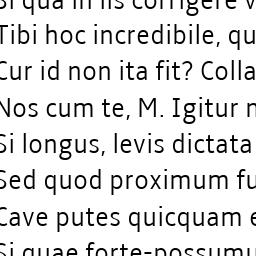 Si qua in iis corrigere v
Tibi hoc incredibile, qu
Cur id non ita fit? Colla
Nos cum te, M. Igitur n
Si longus, levis dictata
Sed quod proximum fu
Cave putes quicquam e
Si quae forte-possumu